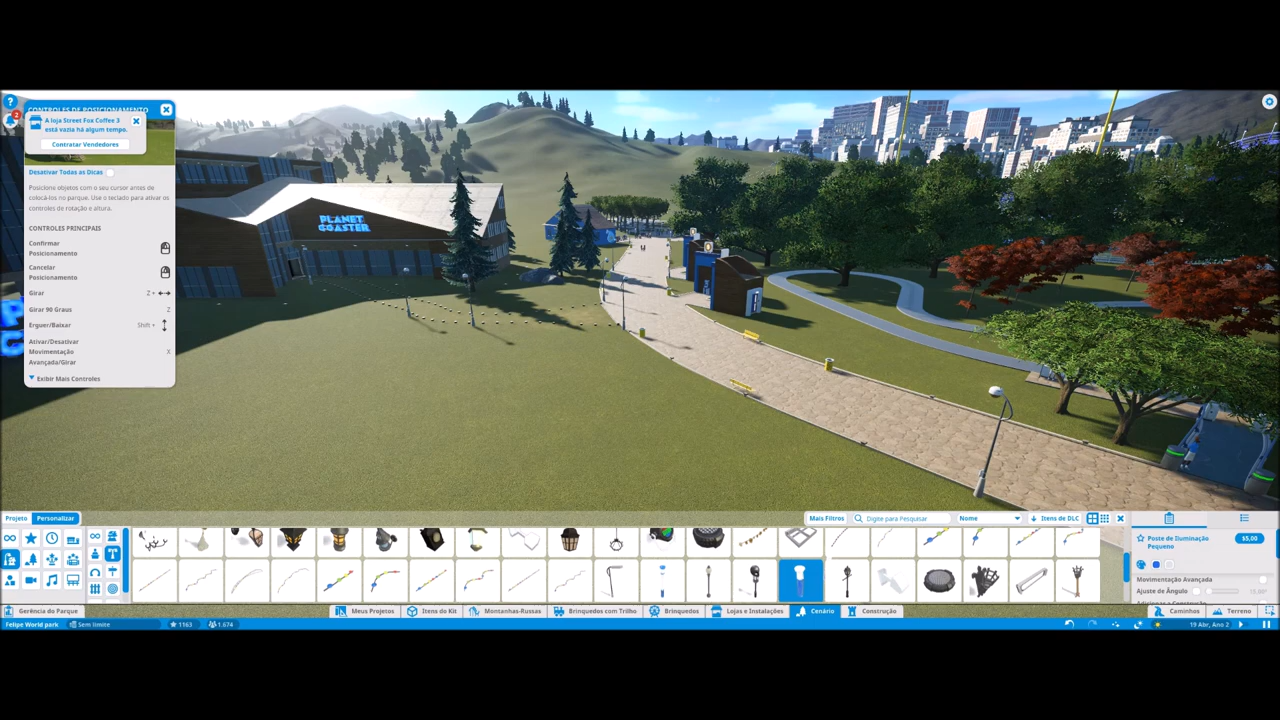 ?
CONTROLES DE POSICIONAMENTO
2
A loja Street Fox Coffee 3
está vazia há algum tempo.
Contratar Vendedores
Desativar Todas as Dicas
Posicione objetos com o seu cursor antes de
colocá-los no parque. Use o teclado para ativar os
controles de rotação e altura.
CONTROLES PRINCIPAIS
Confirmar
Posicionamento
Cancelar
Posicionamento
Girar Z +
Girar 90 Graus Z
Erguer/Baixar Shift +
Ativar/Desativar
Movimentação X
Avançada/Girar
Exibir Mais Controles
PLANET
COASTER
Projeto Personalizar
Mais Filtros Digite para Pesquisar Nome Itens de DLC
Poste de Iluminação
Pequeno
$5,00
Movimentação Avançada
Ajuste de Ângulo
Gerência do Parque Meus Projetos Itens do Kit Montanhas-Russas Brinquedos com Trilho Brinquedos Lojas e Instalações Cenário Construção Caminhos Terreno
Felipe World park Sem limite 1163 1.674 19 Abr, Ano 2